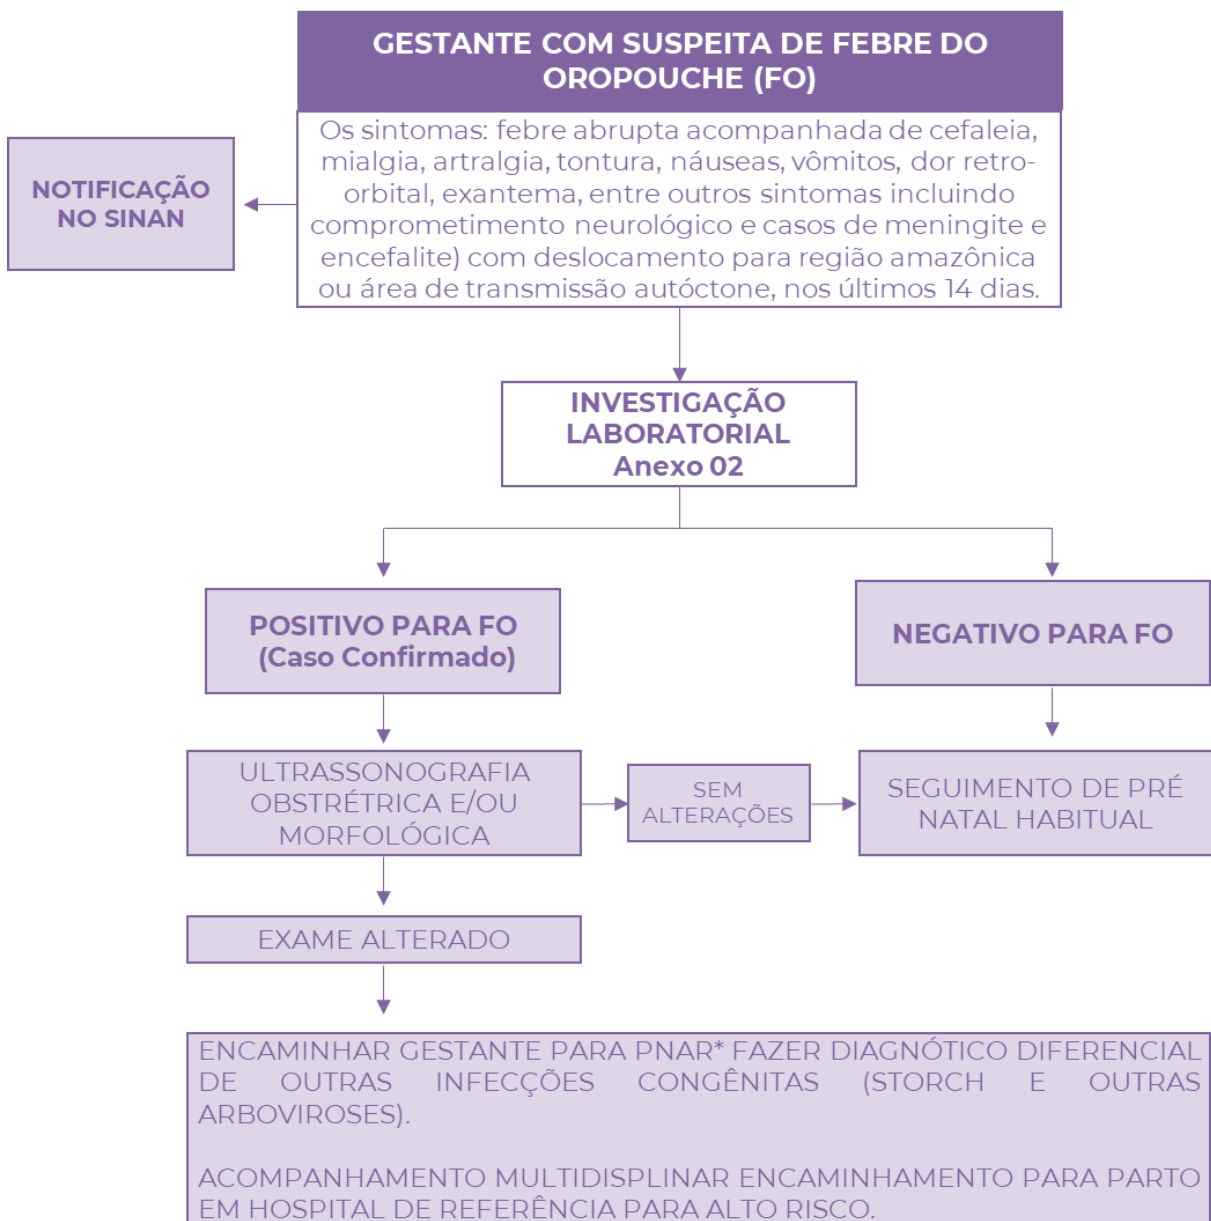 GESTANTE COM SUSPEITA DE FEBRE DO
OROPOUCHE (FO)
Os sintomas: febre abrupta acompanhada de cefaleia,
mialgia, artralgia, tontura, náuseas, vômitos, dor retro-
orbital, exantema, entre outros sintomas incluindo
comprometimento neurológico e casos de meningite e
encefalite) com deslocamento para região amazônica
ou área de transmissão autóctone, nos últimos 14 dias.
NOTIFICAÇÃO
NO SINAN
INVESTIGAÇÃO
LABORATORIAL
Anexo 02
POSITIVO PARA FO
(Caso Confirmado)
NEGATIVO PARA FO
ULTRASSONOGRAFIA
OBSTRÉTRICA E/OU
MORFOLÓGICA
SEM
ALTERAÇÕES
SEGUIMENTO DE PRÉ
NATAL HABITUAL
EXAME ALTERADO
ENCAMINHAR GESTANTE PARA PNAR* FAZER DIAGNÓTICO DIFERENCIAL
DE OUTRAS INFECÇÕES CONGÊNITAS (STORCH E OUTRAS
ARBOVIROSES).
ACOMPANHAMENTO MULTIDISPLINAR ENCAMINHAMENTO PARA PARTO
EM HOSPITAL DE REFERÊNCIA PARA ALTO RISCO.